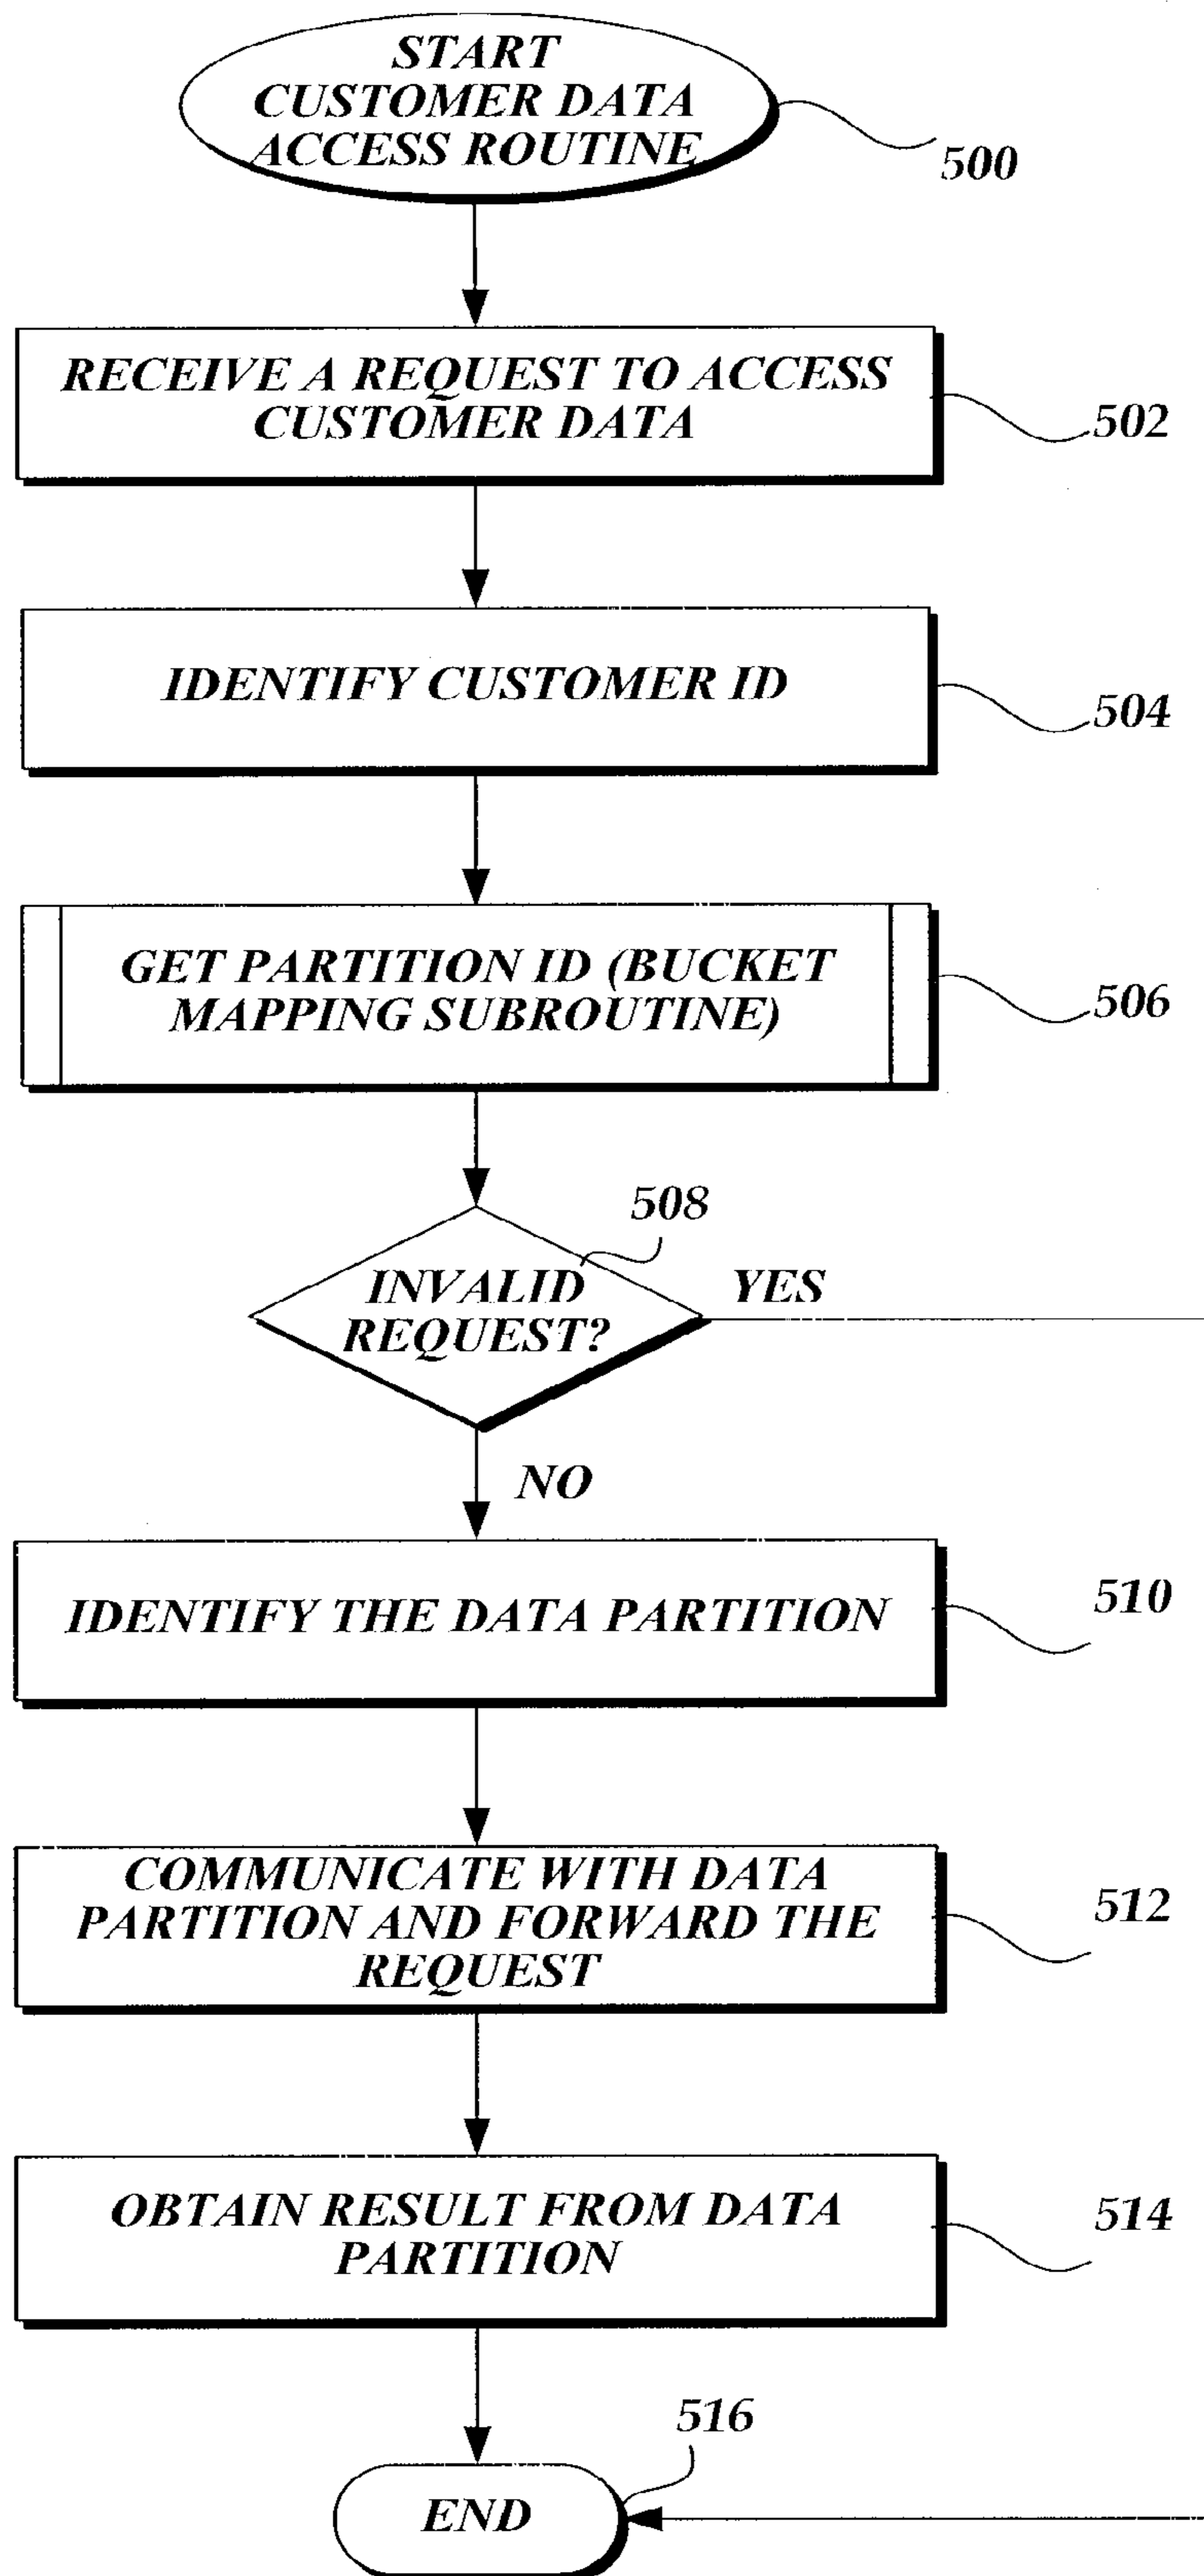 START
CUSTOMER DATA
ACCESS ROUTINE
500
RECEIVE A REQUEST TO ACCESS
CUSTOMER DATA
502
IDENTIFY CUSTOMER ID
504
GET PARTITION ID (BUCKET
MAPPING SUBROUTINE)
506
508
INVALID
REQUEST?
YES
NO
IDENTIFY THE DATA PARTITION
510
COMMUNICATE WITH DATA
PARTITION AND FORWARD THE
REQUEST
512
OBTAIN RESULT FROM DATA
PARTITION
514
516
END